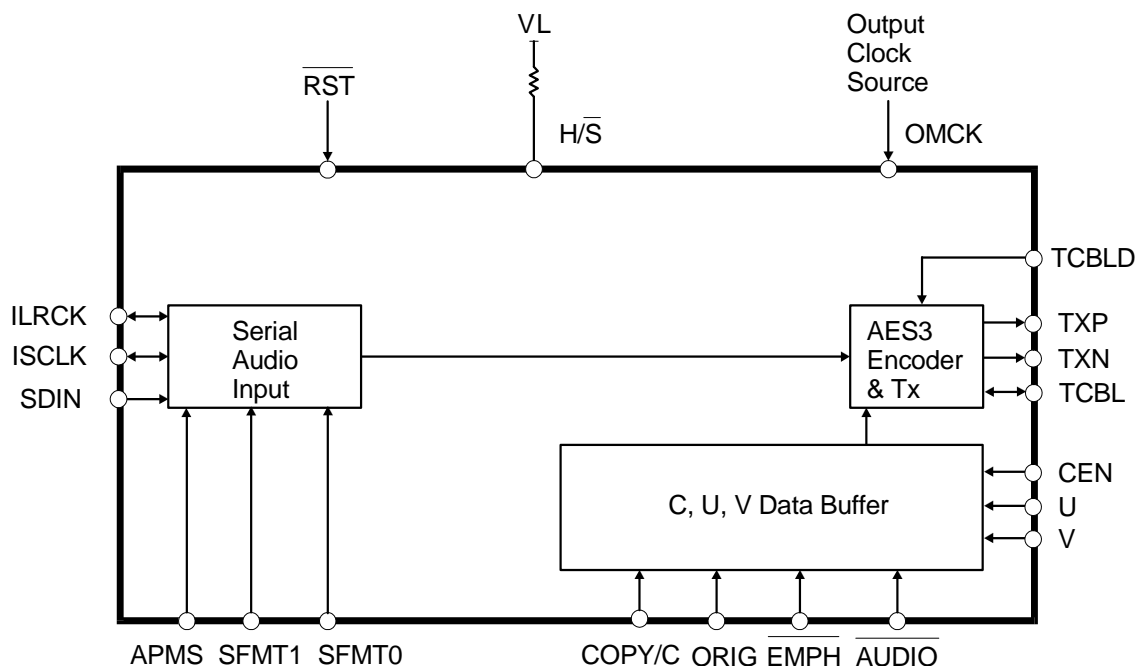 VL
Output
Clock
Source
RST
H/S
OMCK
TCBLD
ILRCK
ISCLK
SDIN
Serial
Audio
Input
AES3
Encoder
& Tx
TXP
TXN
TCBL
C, U, V Data Buffer
CEN
U
V
APMS SFMT1 SFMT0 COPY/C ORIG EMPH AUDIO